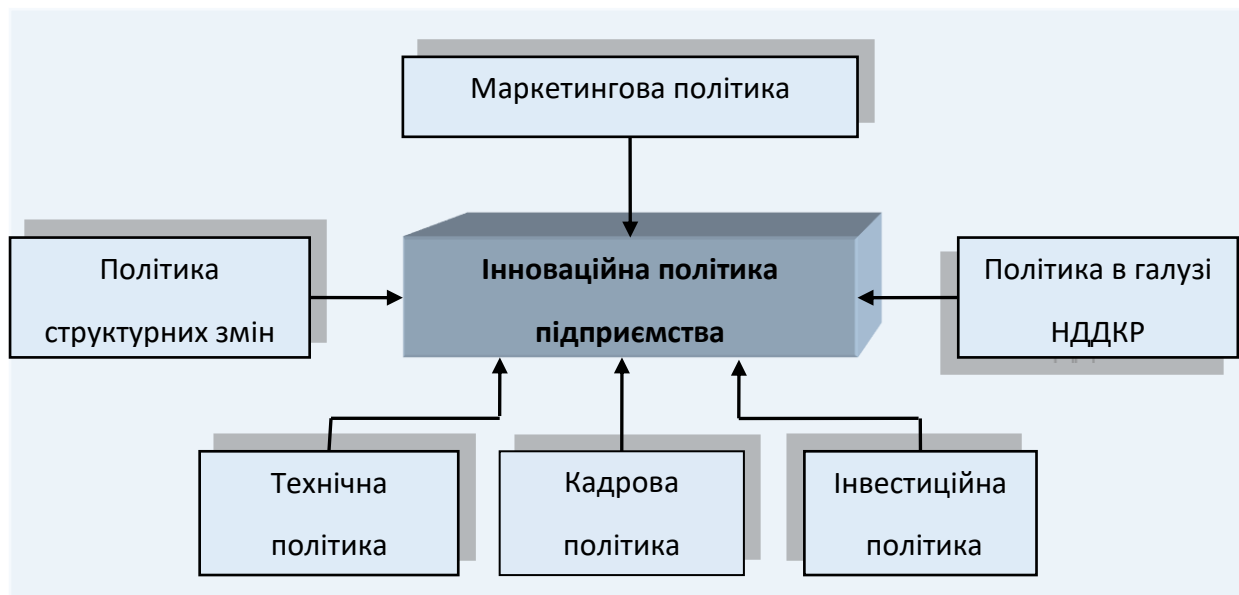 Маркетингова політика
Політика
структурних змін
Інноваційна політика
підприємства
Політика в галузі
НДДКР
Технічна
політика
Кадрова
політика
Інвестиційна
політика